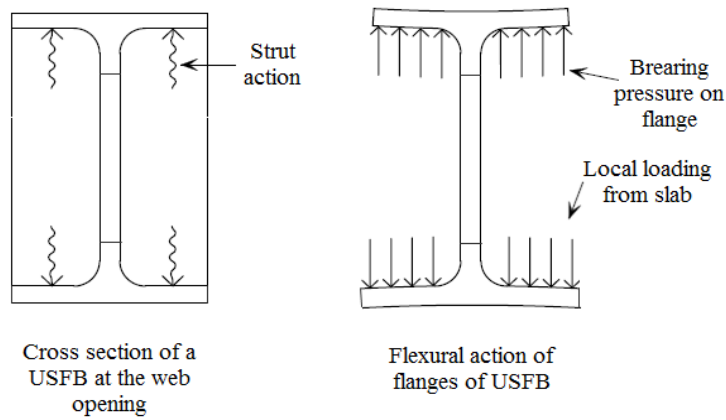 Strut
action
Brearing
pressure on
flange
Local loading
from slab
Cross section of a
USFB at the web
opening
Flexural action of
flanges of USFB